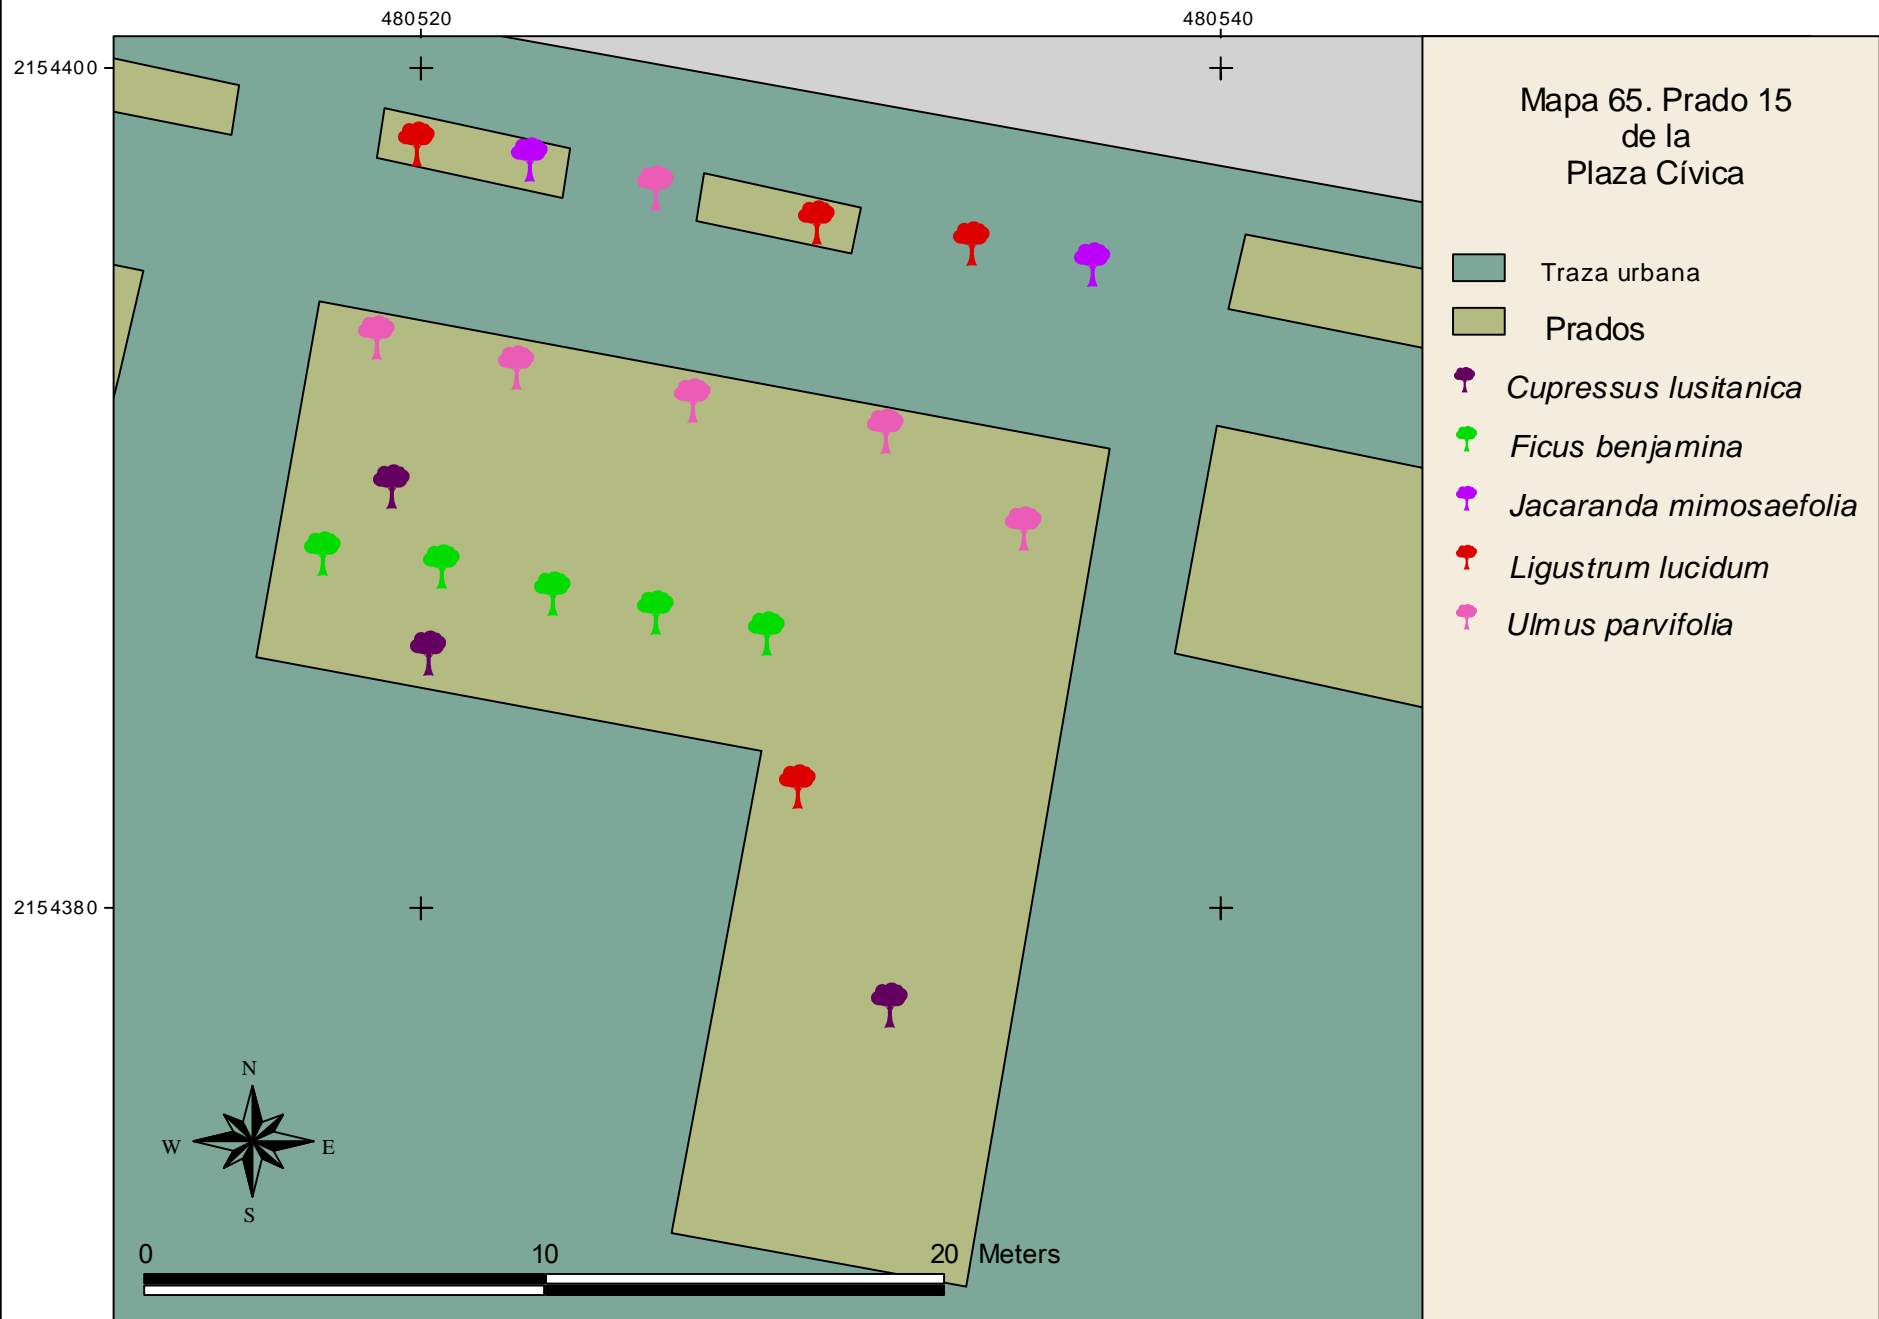 480520
480540
2154400
2154380
Mapa 65. Prado 15
de la
Plaza Cívica
Traza urbana
Prados
Cupressus lusitanica
Ficus benjamina
Jacaranda mimosaefolia
Ligustrum lucidum
Ulmus parvifolia
N
W
E
S
0
10
20
Meters